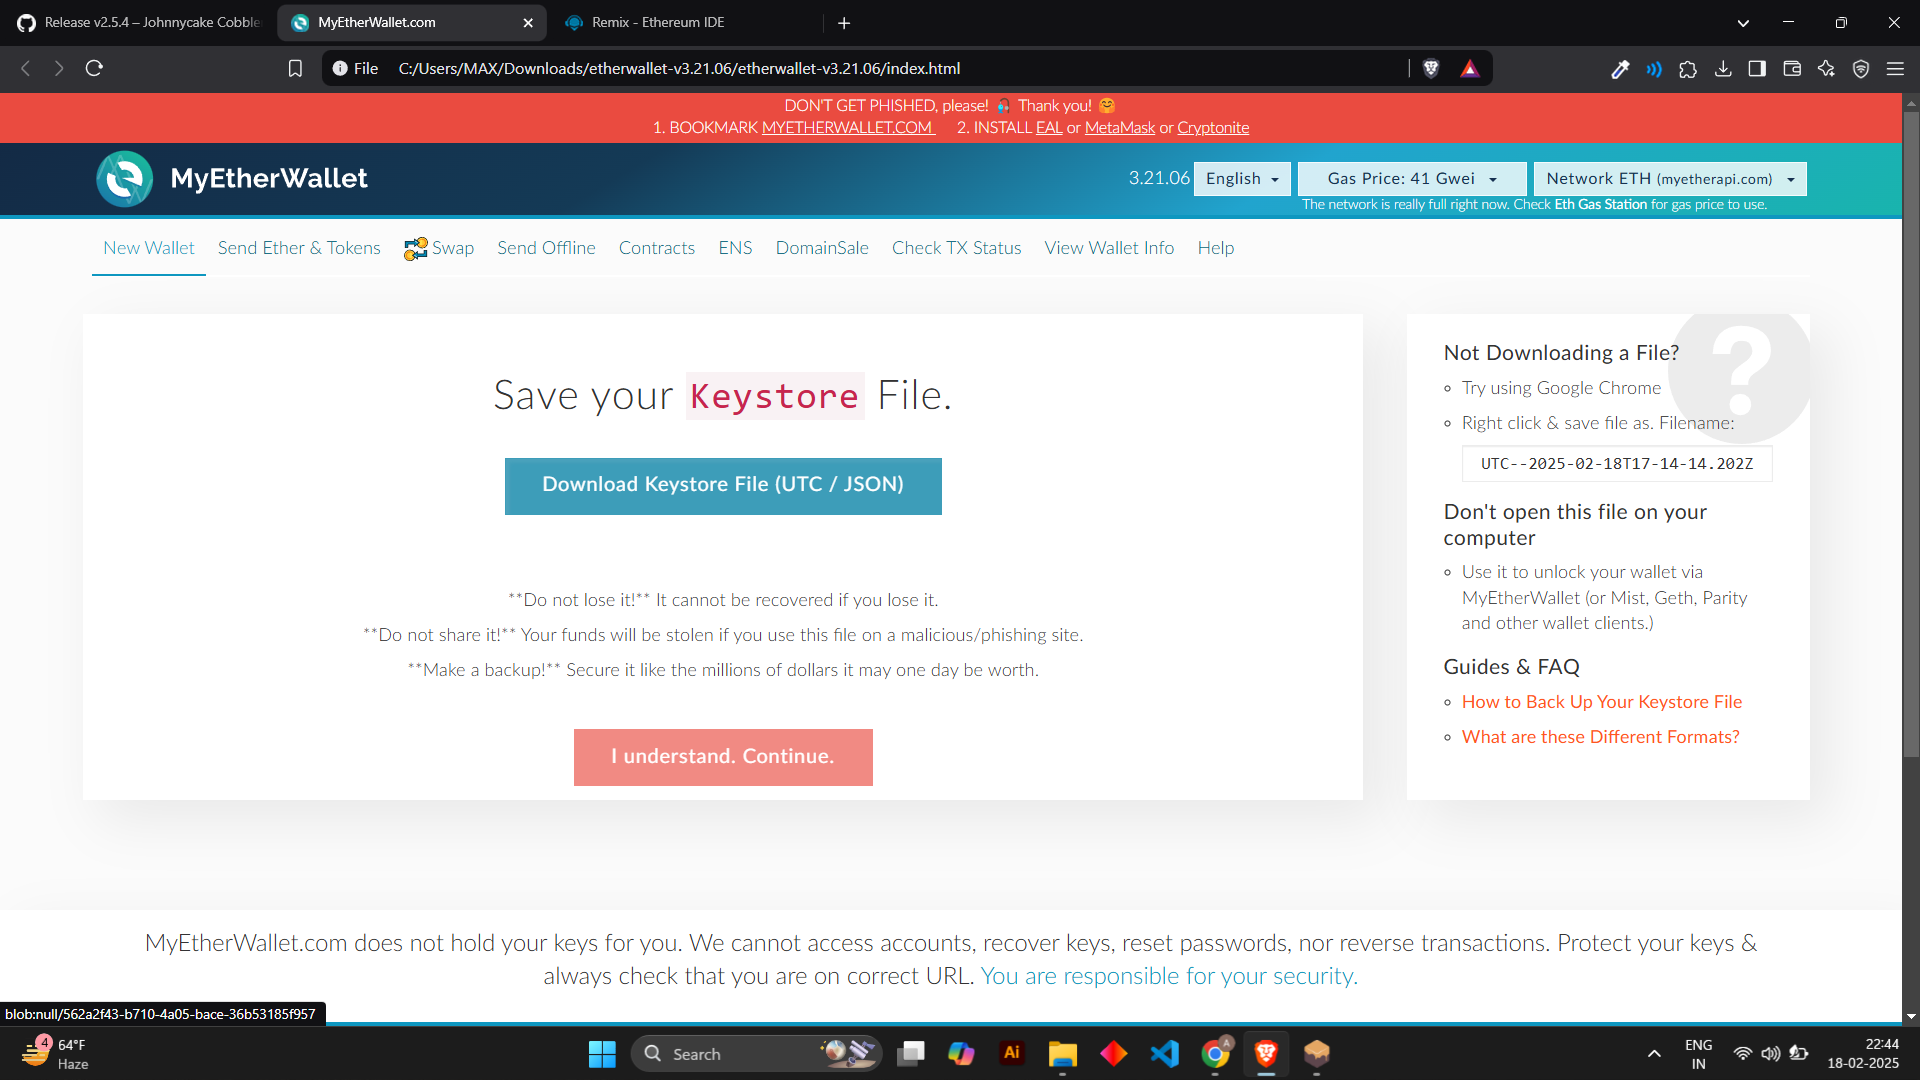 Release v2.5.4 – Johnnycake Cobble
MyEtherWallet.com
Remix - Ethereum IDE
File C:/Users/MAX/Downloads/etherwallet-v3.21.06/etherwallet-v3.21.06/index.html
DON'T GET PHISHED, please! Thank you!
1. BOOKMARK MYETHERWALLET.COM 2. INSTALL EAL or MetaMask or Cryptonite
MyEtherWallet
3.21.06 English Gas Price: 41 Gwei Network ETH (myetherapi.com)
The network is really full right now. Check Eth Gas Station for gas price to use.
New Wallet Send Ether & Tokens Swap Send Offline Contracts ENS DomainSale Check TX Status View Wallet Info Help
Save your Keystore File.
Download Keystore File (UTC / JSON)
**Do not lose it!** It cannot be recovered if you lose it.
**Do not share it!** Your funds will be stolen if you use this file on a malicious/phishing site.
**Make a backup!** Secure it like the millions of dollars it may one day be worth.
I understand. Continue.
Not Downloading a File?
Try using Google Chrome
Right click & save file as. Filename:
UTC--2025-02-18T17-14-14.202Z
Don't open this file on your
computer
Use it to unlock your wallet via
MyEtherWallet (or Mist, Geth, Parity
and other wallet clients.)
Guides & FAQ
How to Back Up Your Keystore File
What are these Different Formats?
MyEtherWallet.com does not hold your keys for you. We cannot access accounts, recover keys, reset passwords, nor reverse transactions. Protect your keys &
always check that you are on correct URL. You are responsible for your security.
blob:null/562a2f43-b710-4a05-bace-36b53185f957
4
64°F
Haze
Search
Ai
A
ENG
IN
22:44
18-02-2025